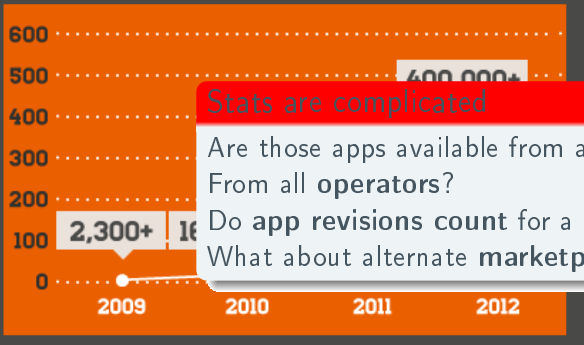 600
500
400,000+
Stats are complicated
400
Are those apps available from a
300
From all operators?
200
Do app revisions count for a
2,300+
100
What about alternate
0
2009
2010
2011
2012